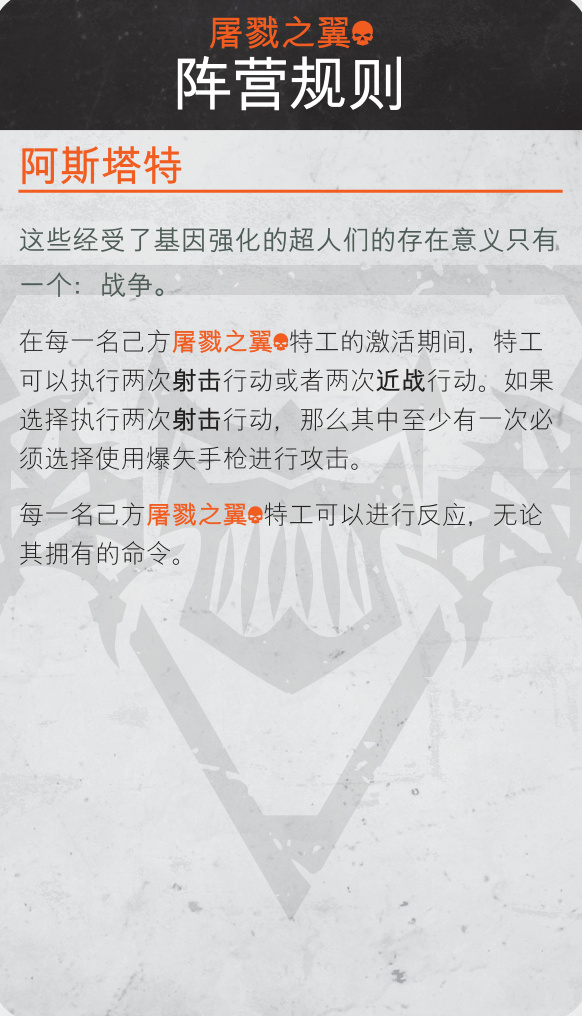 屠戮之翼
阵营规则
阿斯塔特
这些经受了基因强化的超人们的存在意义只有
一个：战争。
在每一名己方屠戮之翼特工的激活期间，特工
可以执行两次射击行动或者两次近战行动。如果
选择执行两次射击行动，那么其中至少有一次必
须选择使用爆矢手枪进行攻击。
每一名己方屠戮之翼特工可以进行反应，无论
其拥有的命令。